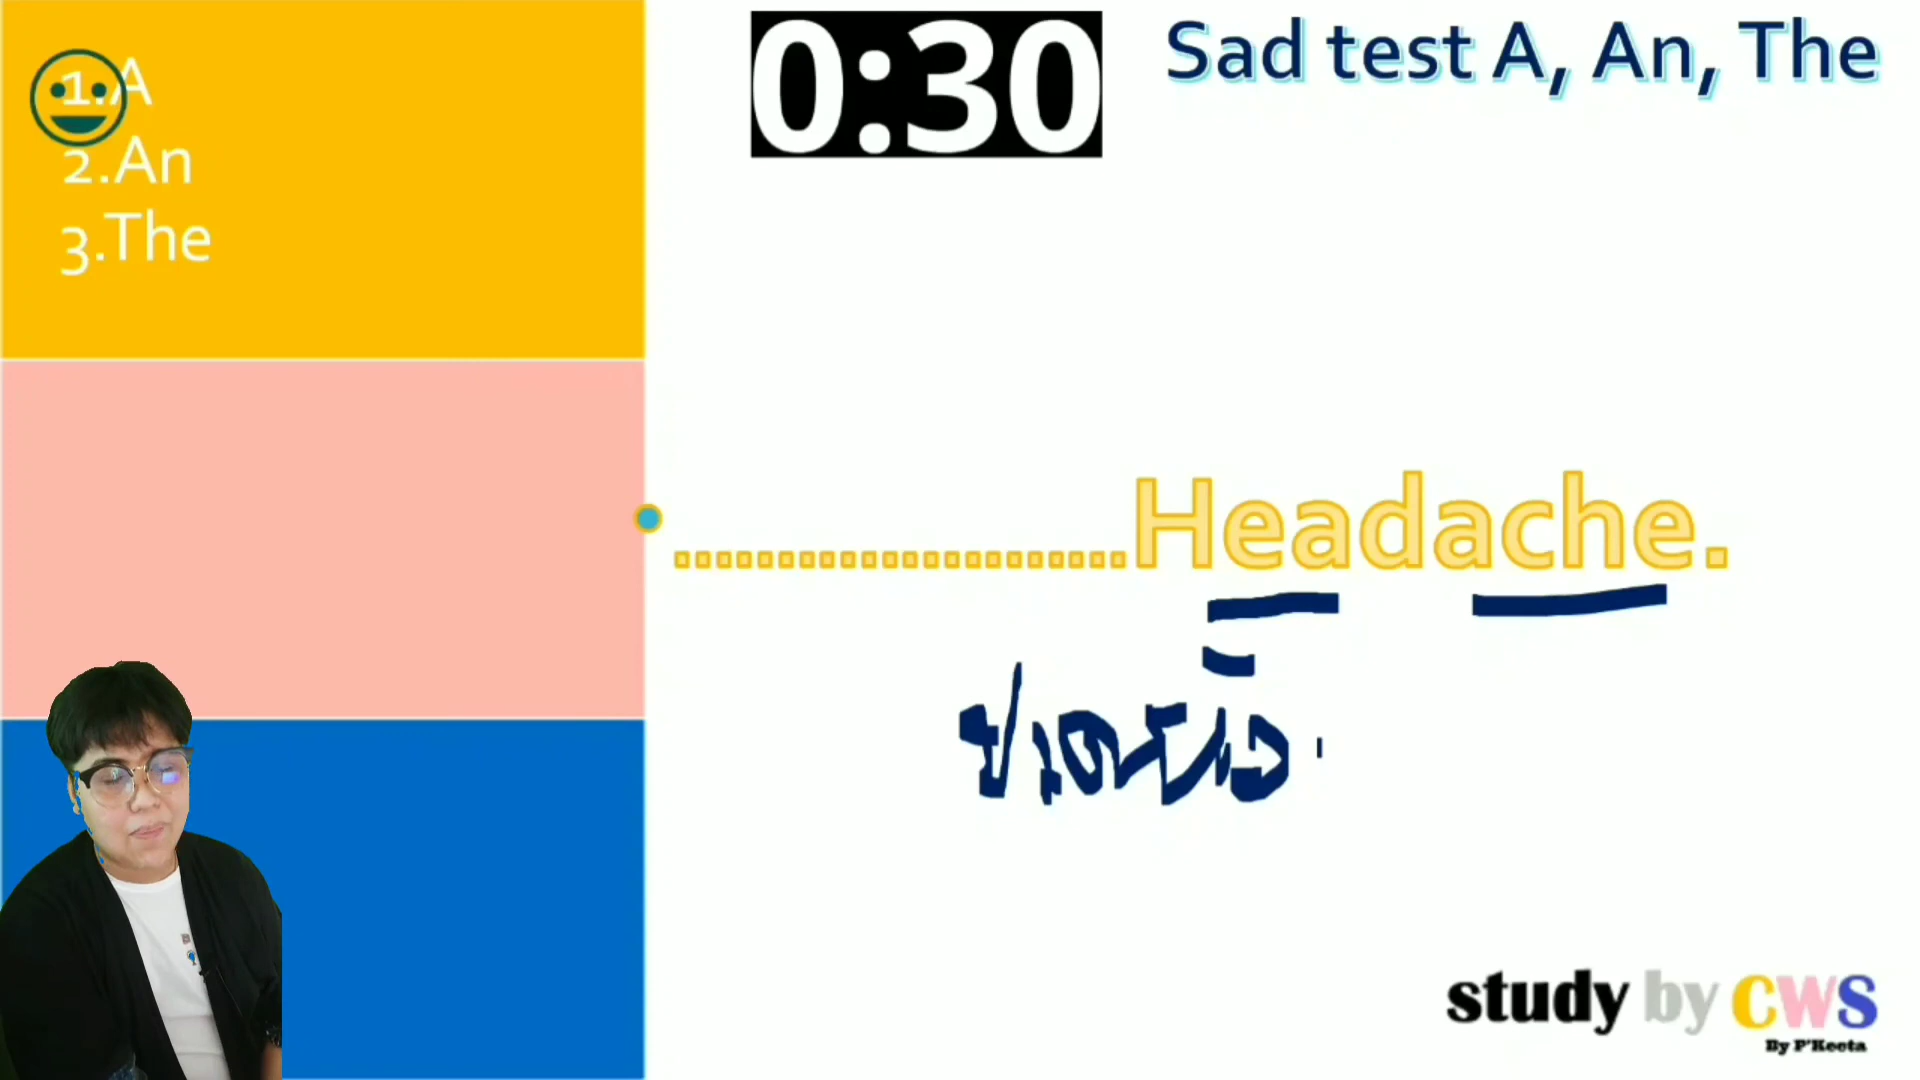 1.A
2.An
3.The
0:30
Sad test A, An, The
......................Headache.
study by CWS
By P'Keeta